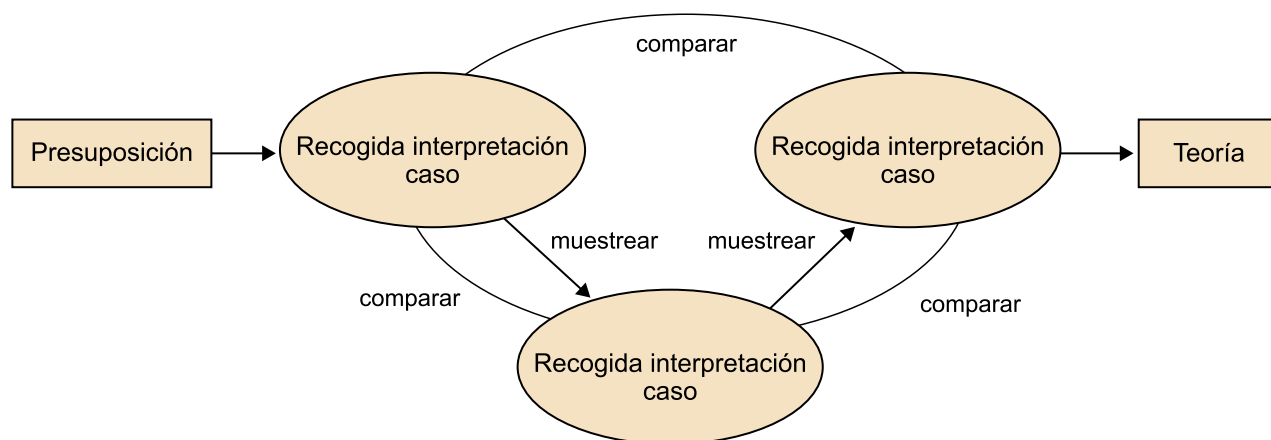 comparar
Presuposición
Recogida interpretación
caso
Recogida interpretación
caso
Teoría
muestrear
muestrear
comparar
comparar
Recogida interpretación
caso